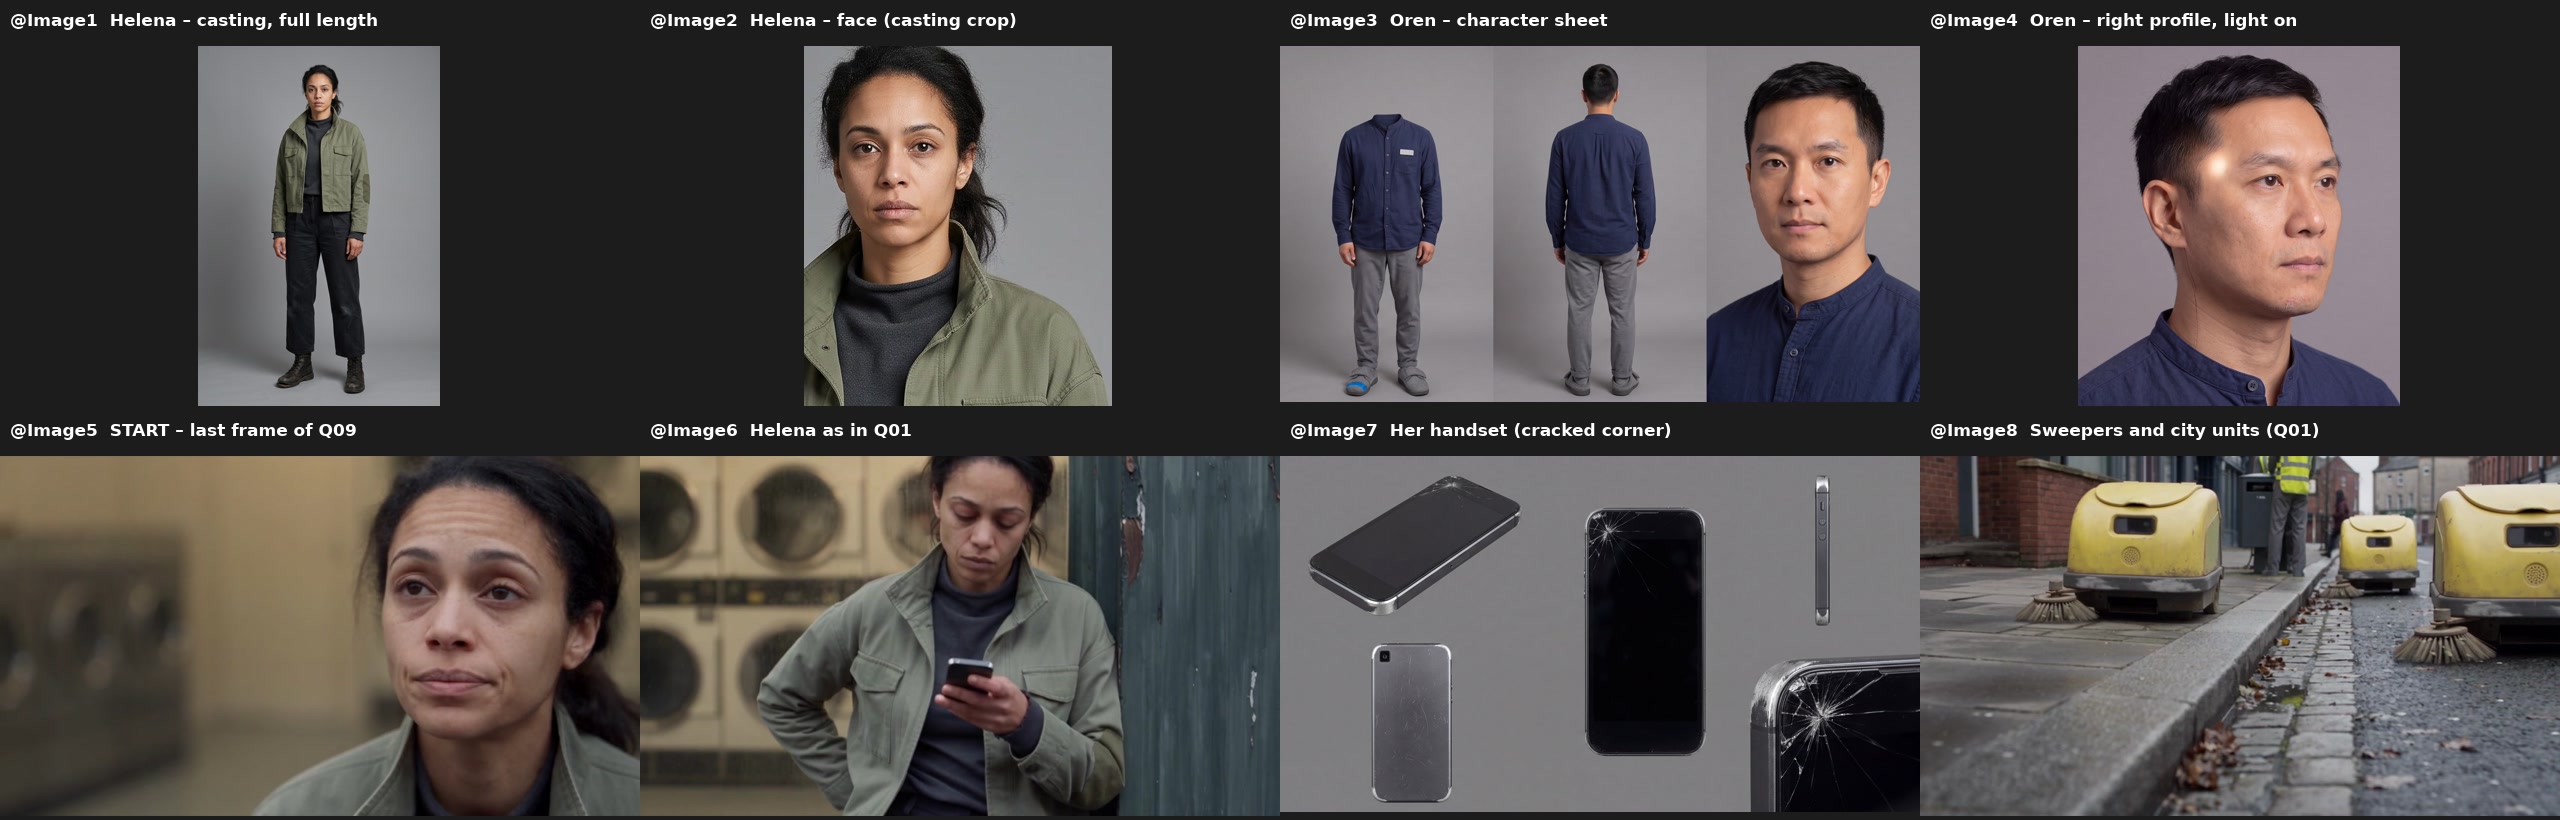 @Image1 Helena – casting, full length
@Image2 Helena – face (casting crop)
@Image3 Oren – character sheet
@Image4 Oren – right profile, light on
@Image5 START – last frame of Q09
@Image6 Helena as in Q01
@Image7 Her handset (cracked corner)
@Image8 Sweepers and city units (Q01)